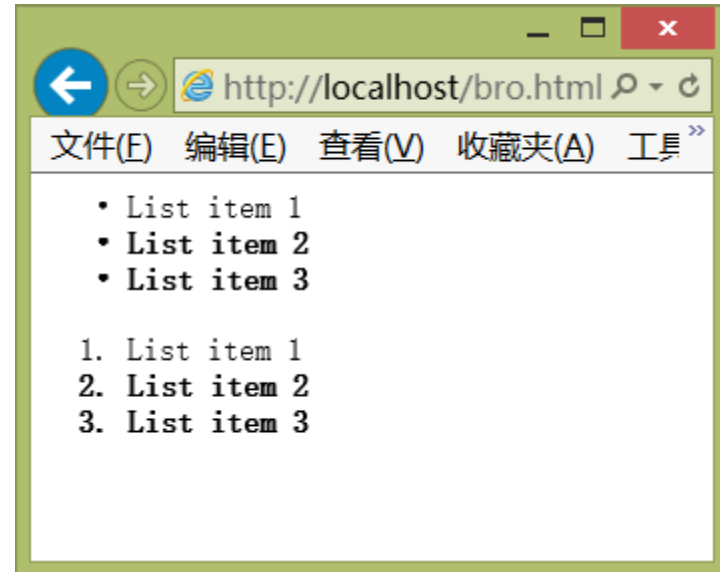 http://localhost/bro.html
文件(F) 编辑(E) 查看(V) 收藏夹(A) 工具 »
• List item 1
• List item 2
• List item 3
1. List item 1
2. List item 2
3. List item 3